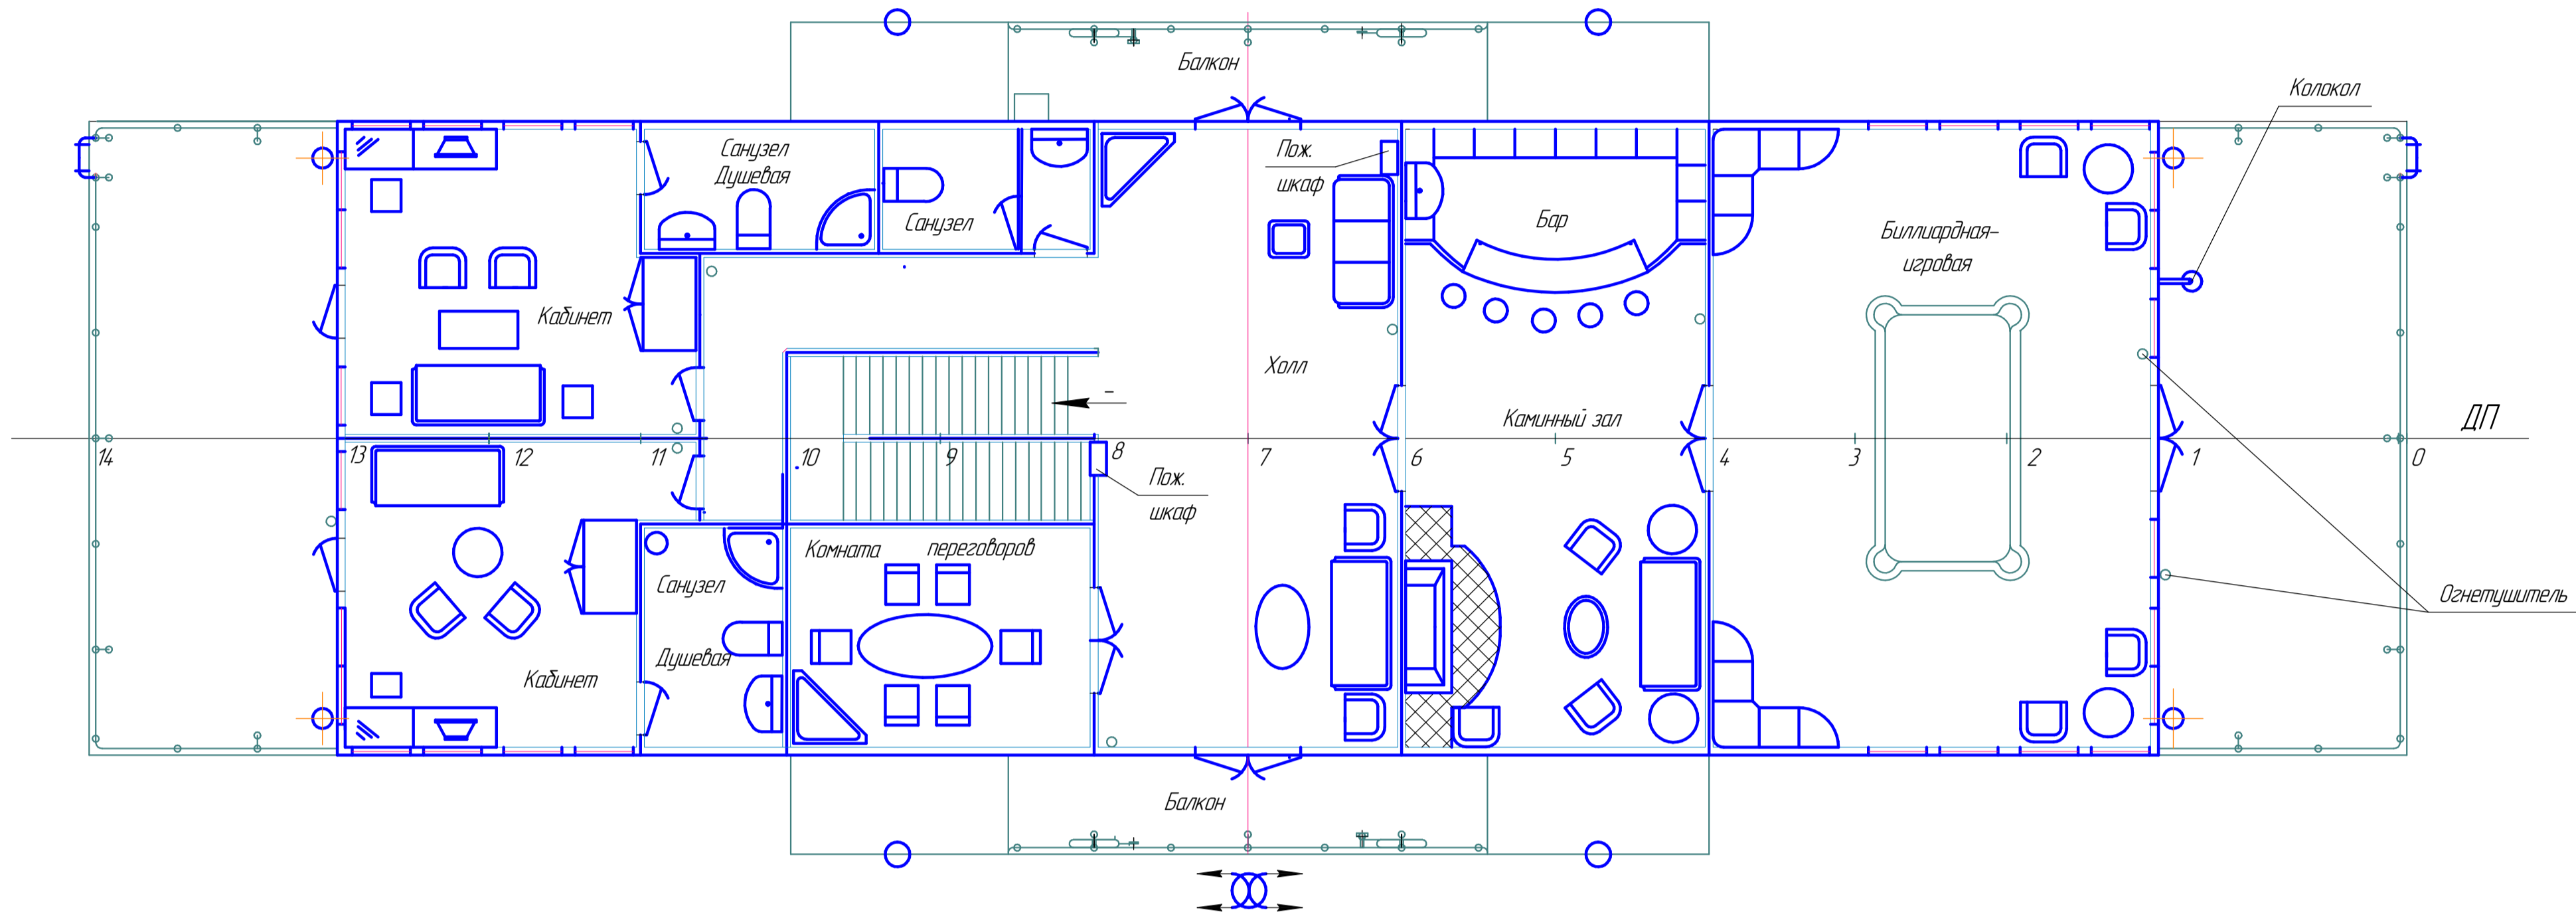 Балкон
Колокол
Санузел
Душевая
Пож.
шкаф
Санузел
Бар
Биллиардная-
игровая
Кабинет
Холл
–
Каминный зал
ДП
14 13 12 11 10 9 8 7 6 5 4 3 2 1 0
Пож.
шкаф
Комната переговоров
Санузел
Душевая
Огнетушитель
Кабинет
Балкон